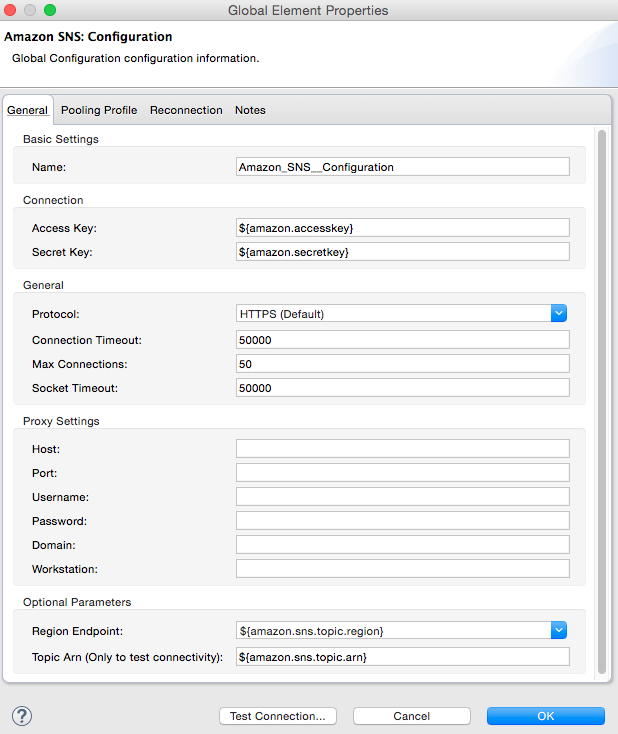 Global Element Properties
Amazon SNS: Configuration
Global Configuration configuration information.
General Pooling Profile Reconnection Notes
Basic Settings
Name: Amazon_SNS__Configuration
Connection
Access Key: ${amazon.accesskey}
Secret Key: ${amazon.secretkey}
General
Protocol: HTTPS (Default)
Connection Timeout: 50000
Max Connections: 50
Socket Timeout: 50000
Proxy Settings
Host:
Port:
Username:
Password:
Domain:
Workstation:
Optional Parameters
Region Endpoint: ${amazon.sns.topic.region}
Topic Arn (Only to test connectivity): ${amazon.sns.topic.arn}
? Test Connection... Cancel OK